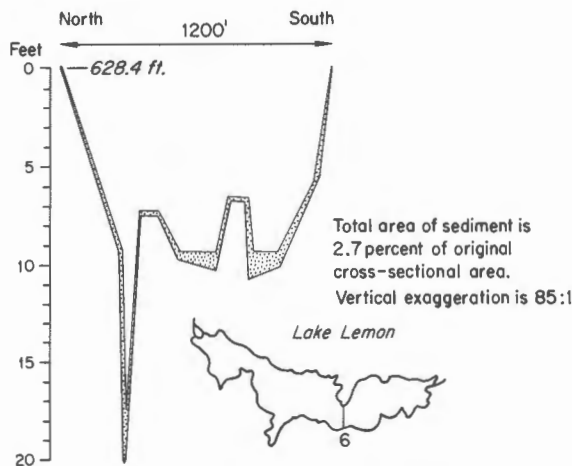 North South
1200'
Feet
0
628.4 ft.
5
Total area of sediment is
2.7 percent of original
cross-sectional area.
10
Vertical exaggeration is 85:1
Lake Lemon
15
6
20